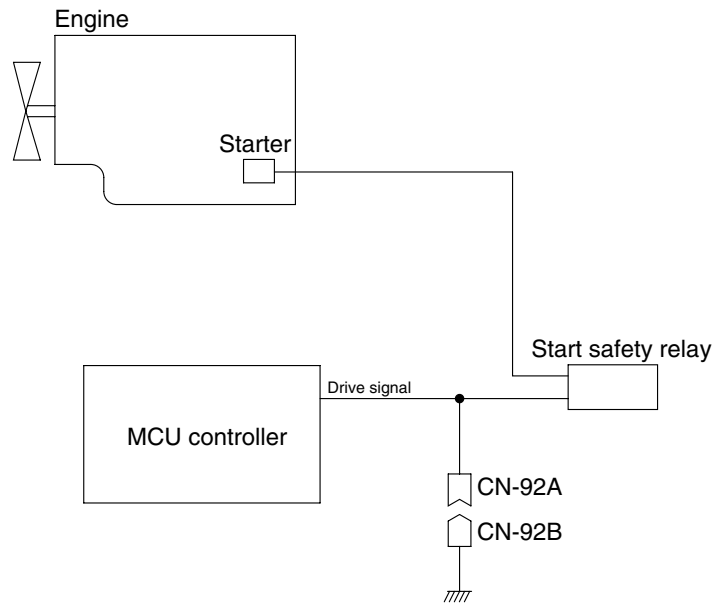 Engine
Starter
Start safety relay
Drive signal
MCU controller
CN-92A
CN-92B